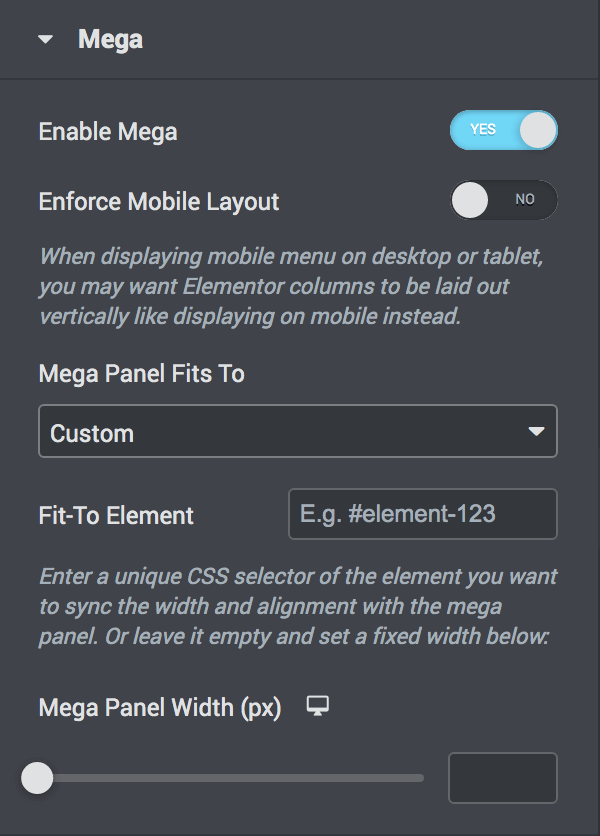 Mega
Enable Mega YES
Enforce Mobile Layout NO
When displaying mobile menu on desktop or tablet,
you may want Elementor columns to be laid out
vertically like displaying on mobile instead.
Mega Panel Fits To
Custom
Fit-To Element E.g. #element-123
Enter a unique CSS selector of the element you want
to sync the width and alignment with the mega
panel. Or leave it empty and set a fixed width below:
Mega Panel Width (px)